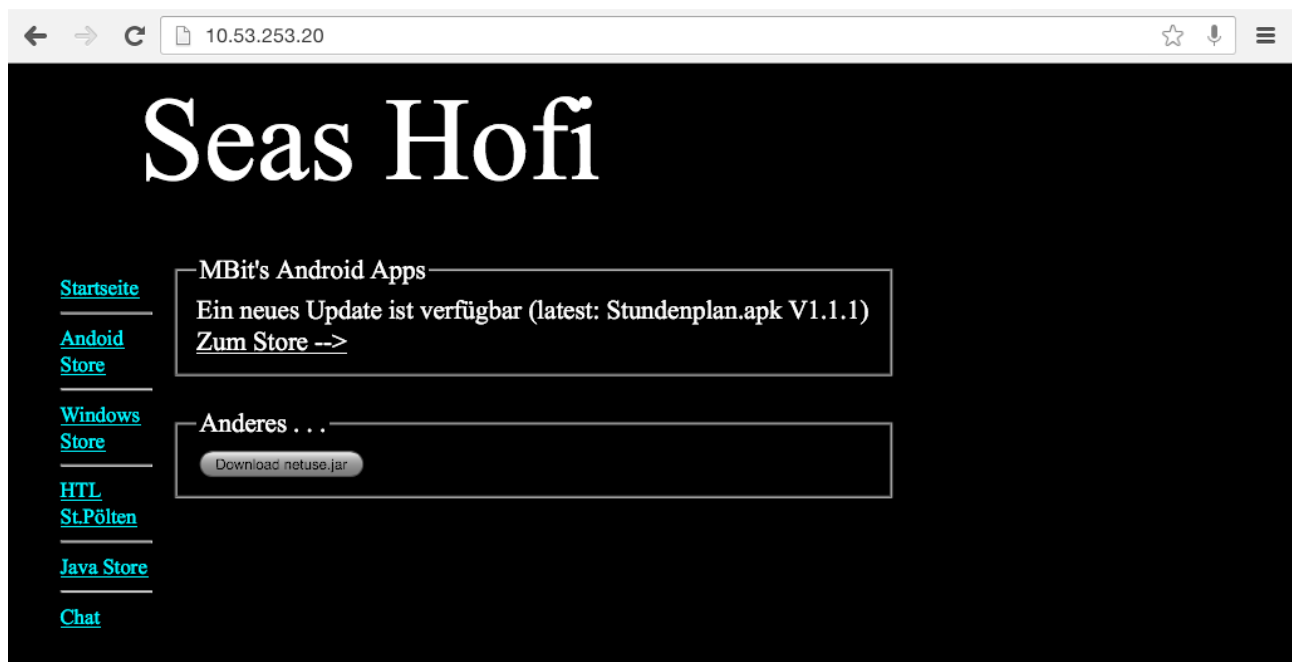 10.53.253.20
Seas Hofi
Startseite
Andoid
Store
Windows
Store
HTL
St.Pölten
Java Store
Chat
MBit's Android Apps
Ein neues Update ist verfügbar (latest: Stundenplan.apk V1.1.1)
Zum Store -->
Anderes . . .
Download netuse.jar